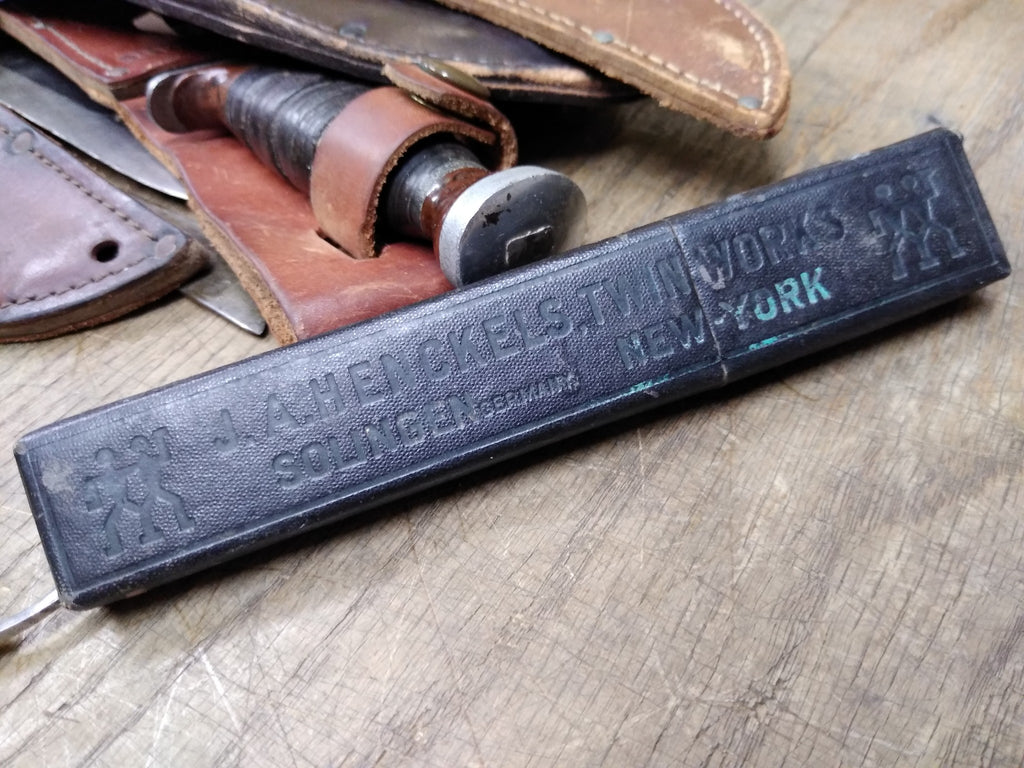 J.A.HENCKELS.TWIN WORKS
SOLINGEN GERMANY NEW-YORK